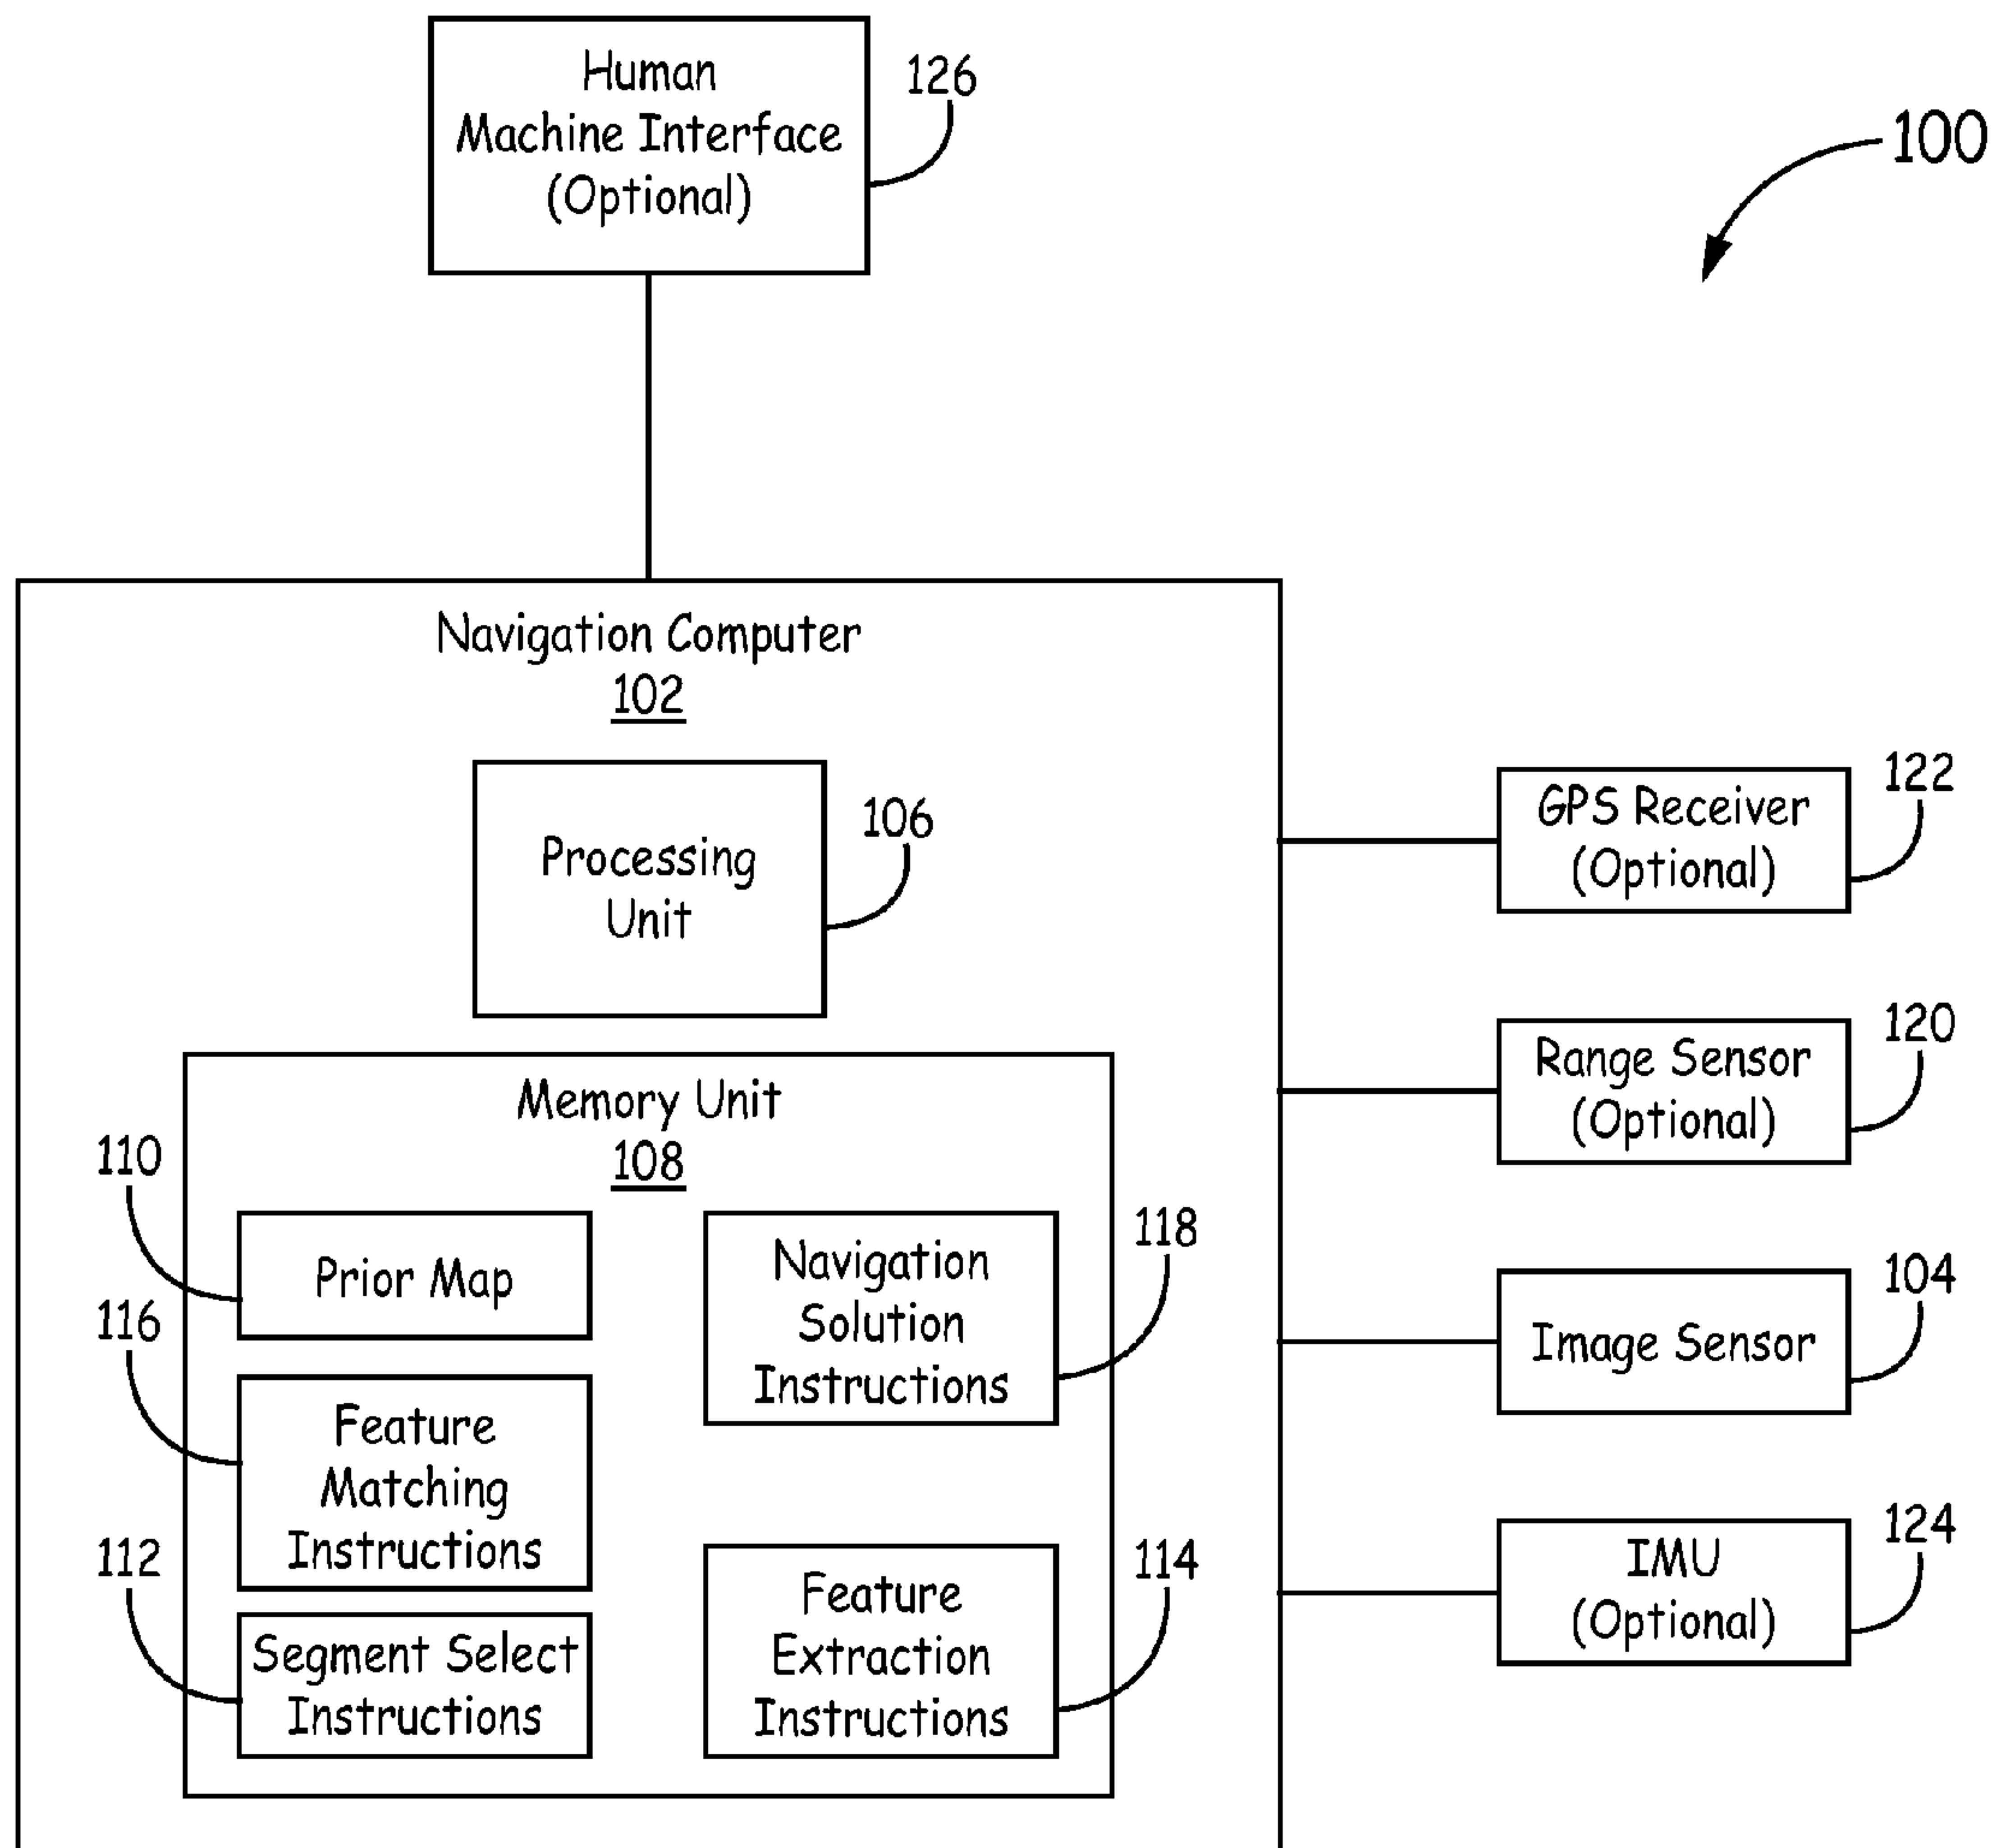 Human
Machine Interface
(Optional)
126
100
Navigation Computer
102
Processing
Unit
106
Memory Unit
108
110
Prior Map
116
Feature
Matching
Instructions
112
Segment Select
Instructions
Navigation
Solution
Instructions
118
Feature
Extraction
Instructions
114
GPS Receiver
(Optional)
122
Range Sensor
(Optional)
120
Image Sensor
104
IMU
(Optional)
124